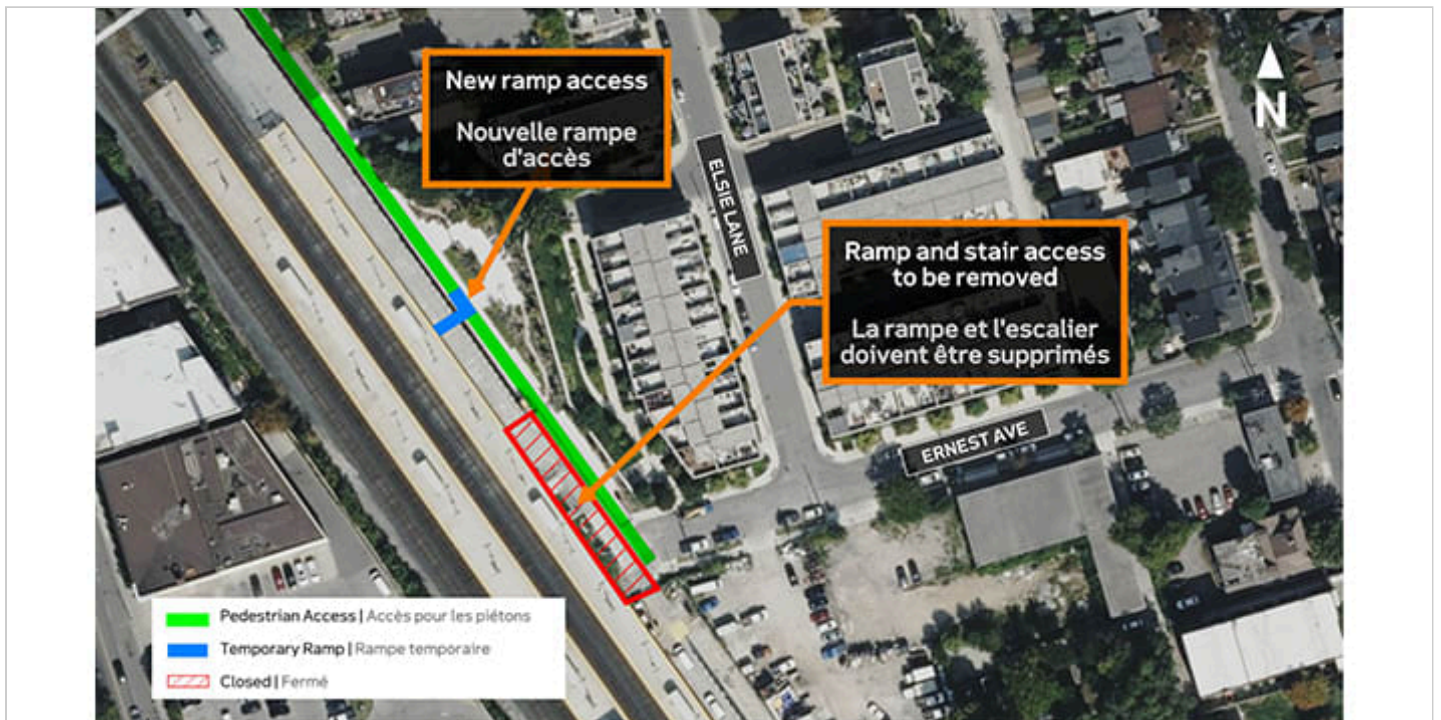 New ramp access
Nouvelle rampe
d'accès
N
ELSIE LANE
Ramp and stair access
to be removed
La rampe et l'escalier
doivent être supprimés
ERNEST AVE
Pedestrian Access | Accès pour les piétons
Temporary Ramp | Rampe temporaire
Closed | Fermé